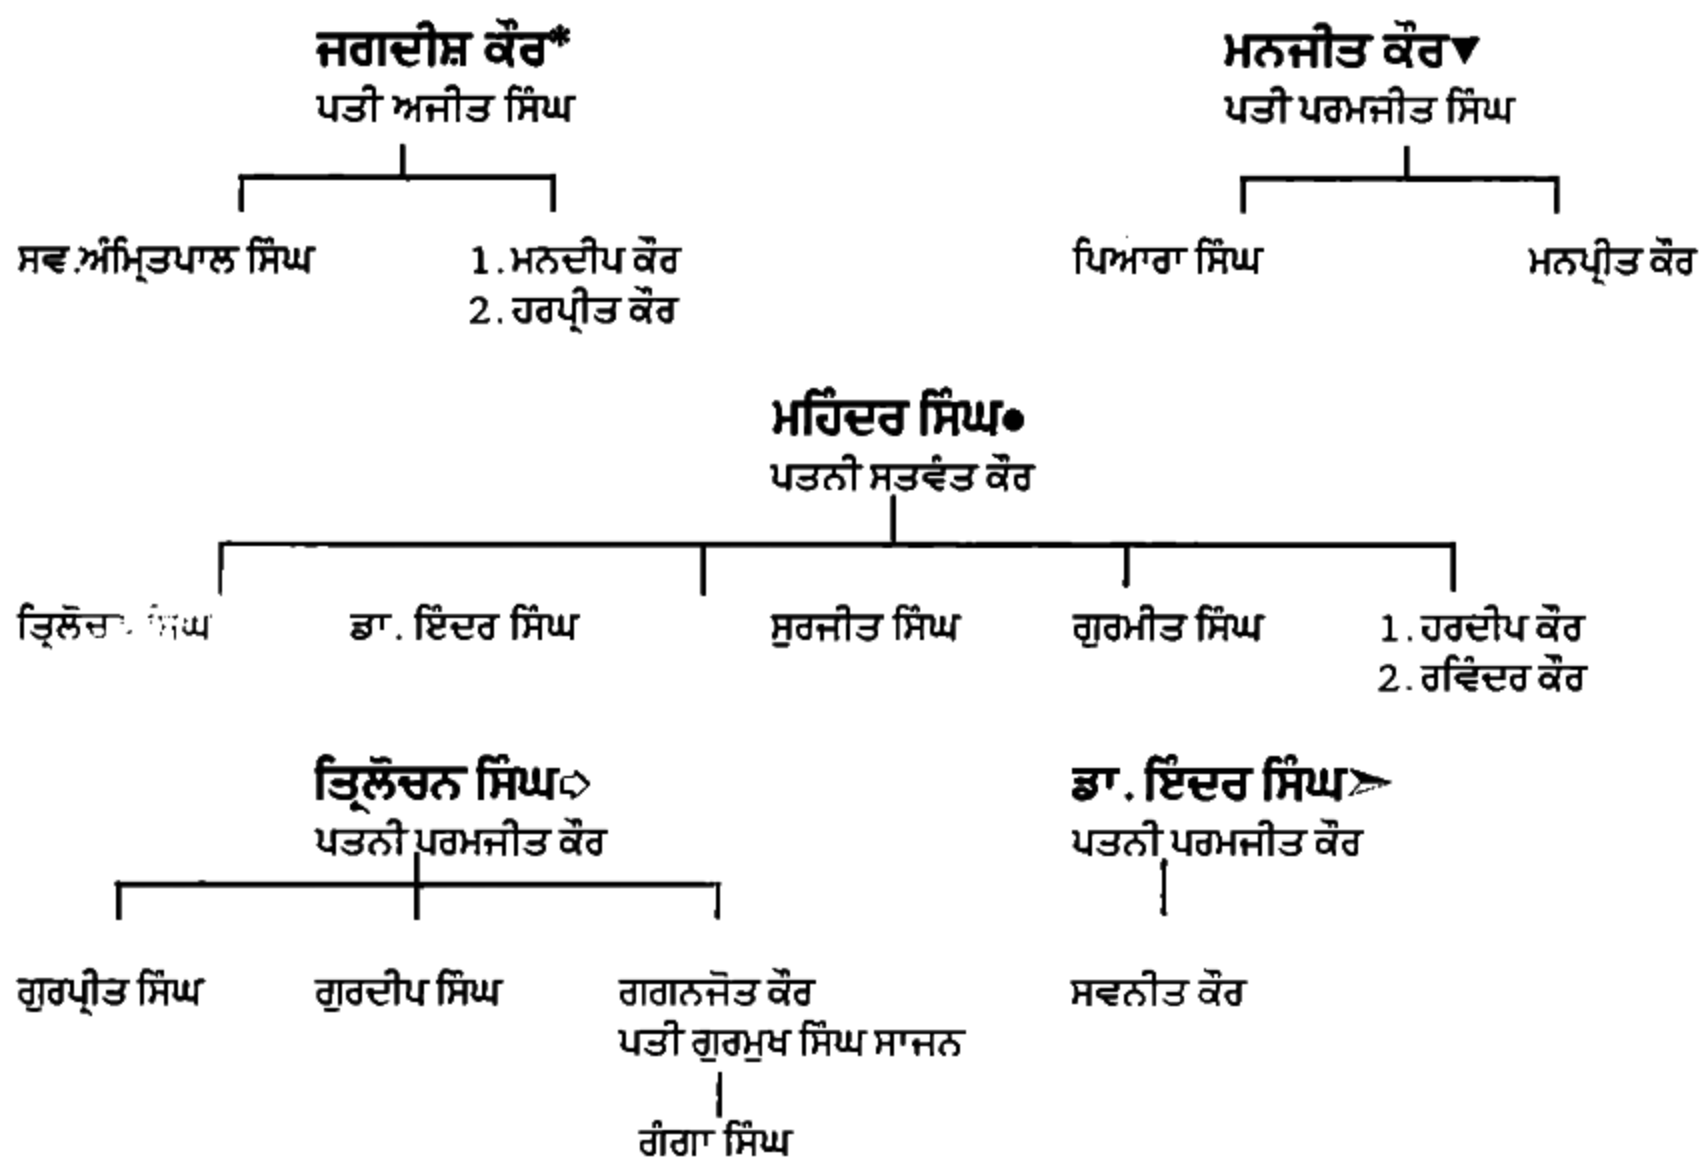 ਜਗਦੀਸ਼ ਕੌਰ*
ਪਤੀ ਅਜੀਤ ਸਿੰਘ
ਮਨਜੀਤ ਕੌਰ▼
ਪਤੀ ਪਰਮਜੀਤ ਸਿੰਘ
ਸਵ.ਅੰਮ੍ਰਿਤਪਾਲ ਸਿੰਘ
1.ਮਨਦੀਪ ਕੌਰ
2.ਹਰਪ੍ਰੀਤ ਕੌਰ
ਪਿਆਰਾ ਸਿੰਘ
ਮਨਪ੍ਰੀਤ ਕੌਰ
ਮਹਿੰਦਰ ਸਿੰਘ●
ਪਤਨੀ ਸਤਵੰਤ ਕੌਰ
ਤ੍ਰਿਲੋਚਨ ਸਿੰਘ
ਡਾ. ਇੰਦਰ ਸਿੰਘ
ਸੁਰਜੀਤ ਸਿੰਘ
ਗੁਰਮੀਤ ਸਿੰਘ
1.ਹਰਦੀਪ ਕੌਰ
2.ਰਵਿੰਦਰ ਕੌਰ
ਤ੍ਰਿਲੋਚਨ ਸਿੰਘ➪
ਪਤਨੀ ਪਰਮਜੀਤ ਕੌਰ
ਡਾ.ਇੰਦਰ ਸਿੰਘ➢
ਪਤਨੀ ਪਰਮਜੀਤ ਕੌਰ
ਗੁਰਪ੍ਰੀਤ ਸਿੰਘ
ਗੁਰਦੀਪ ਸਿੰਘ
ਗਗਨਜੋਤ ਕੌਰ
ਪਤੀ ਗੁਰਮੁਖ ਸਿੰਘ ਸਾਜਨ
ਸਵਨੀਤ ਕੌਰ
ਗੰਗਾ ਸਿੰਘ